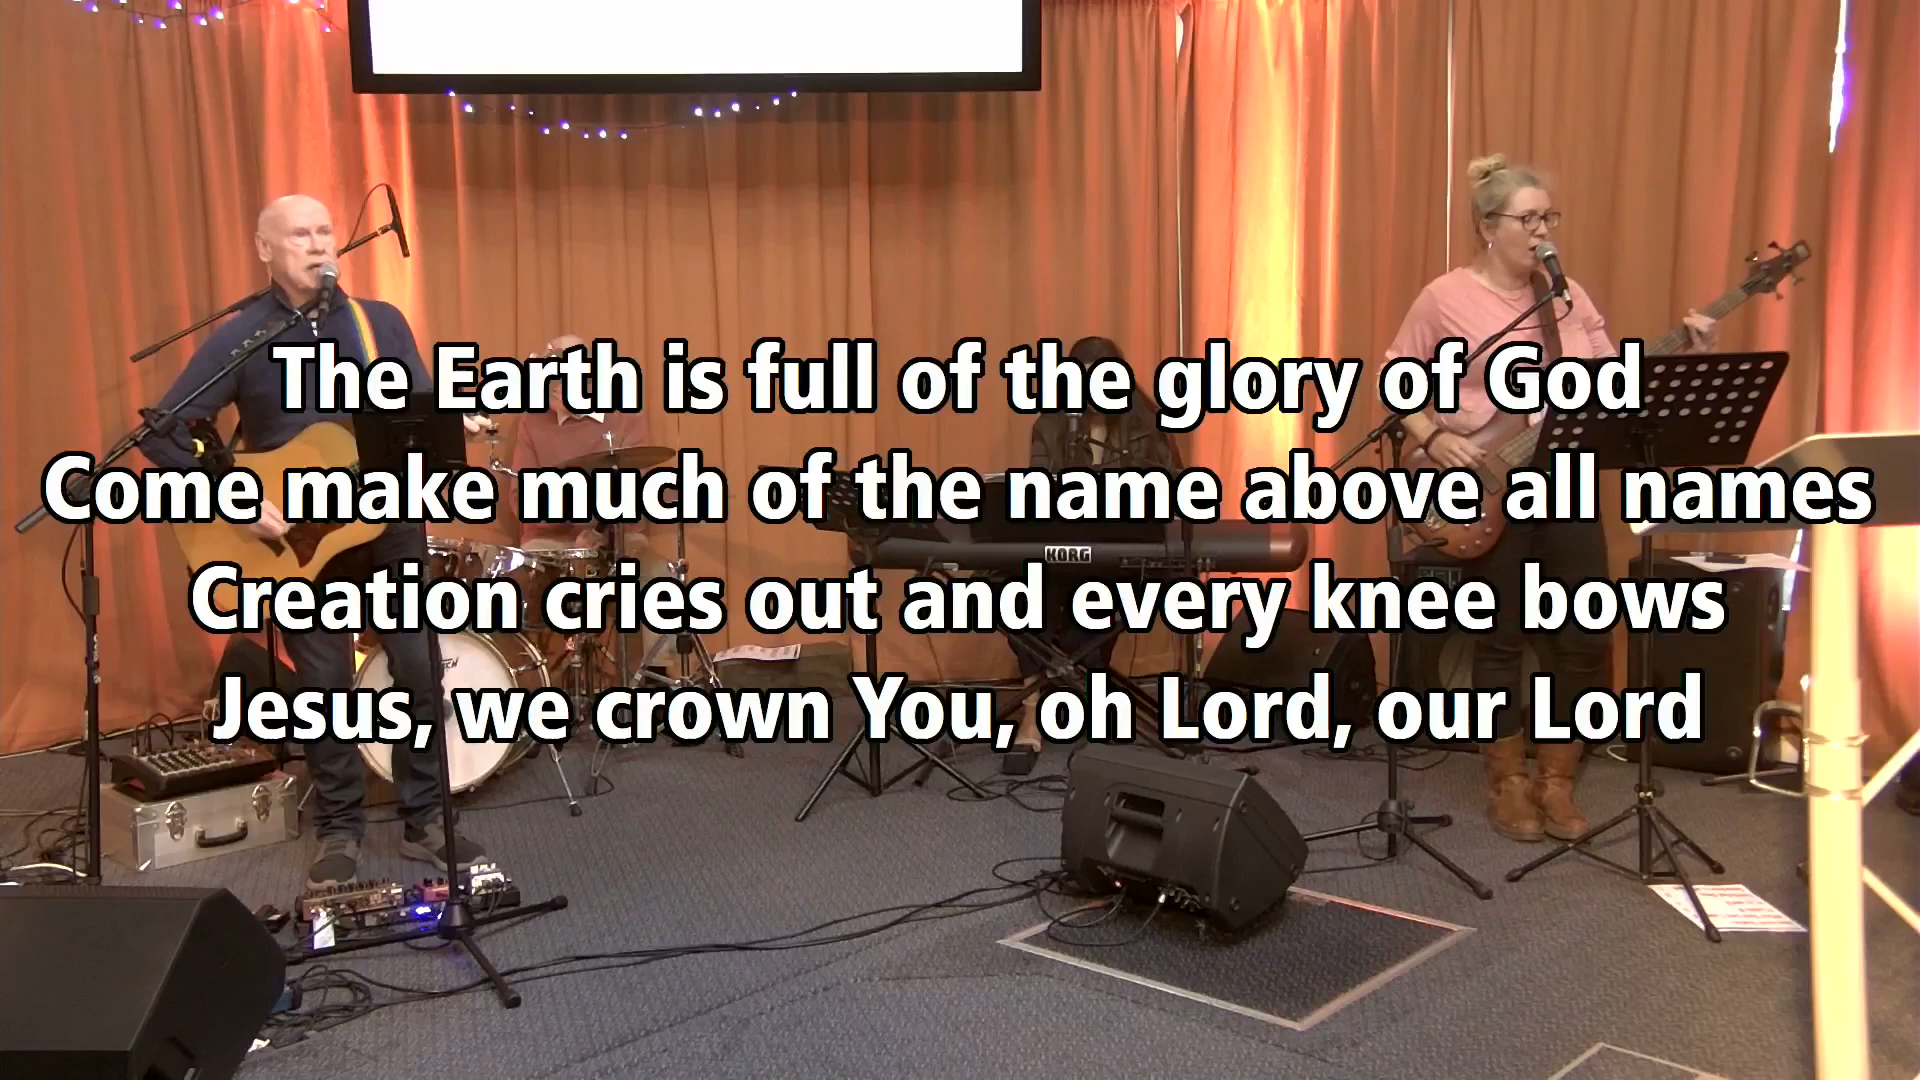 The Earth is full of the glory of God
Come make much of the name above all names
KORG
Creation cries out and every knee bows
Jesus, we crown You, oh Lord, our Lord